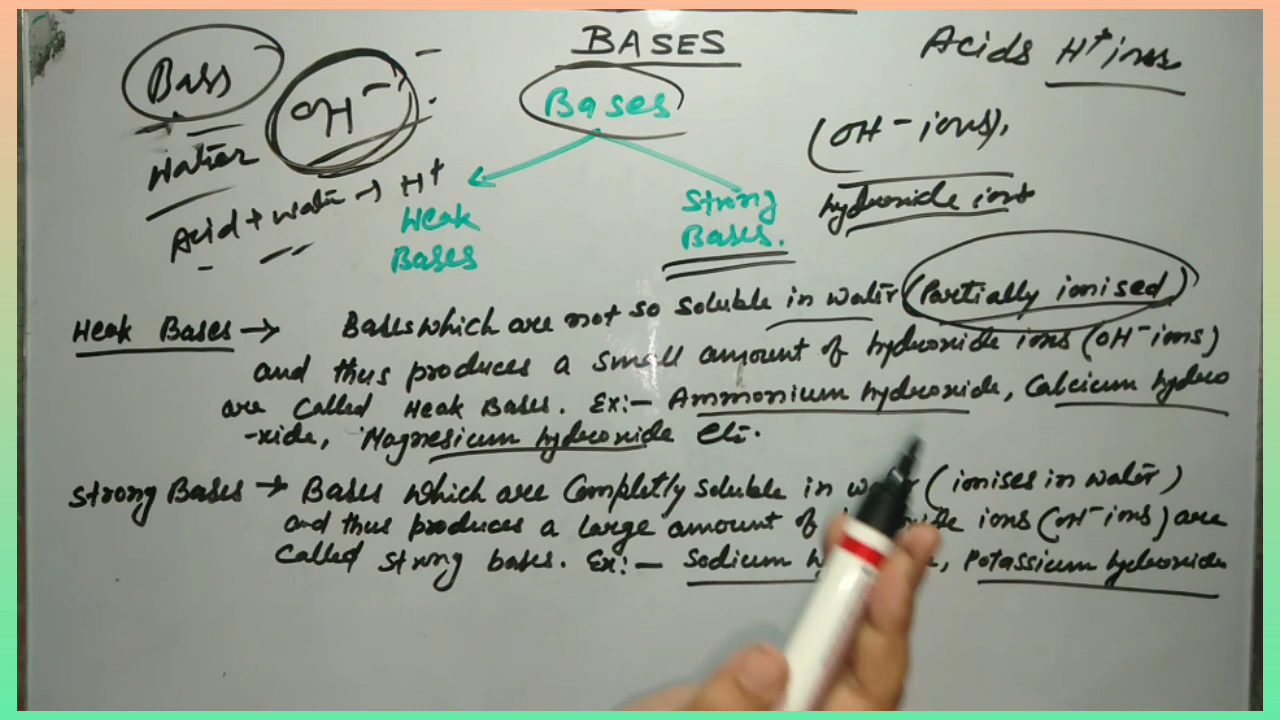 BASES
Acids H⁺ ions
Bass
OH⁻
Bases
(OH⁻ ions),
hydroxide ions
Water
Acid + water → H⁺
Weak
Bases
Strong
Bases.
Weak Bases → Bases which are not so soluble in water (Partially ionised)
and thus produces a small amount of hydroxide ions (OH⁻ ions)
are called Weak Bases. Ex:- Ammonium hydroxide, Calcium hydro
-xide, Magnesium hydroxide etc.
Strong Bases → Bases which are Completly soluble in (ionises in water)
and thus produces a large amount of ions (OH⁻ ions) are
called strong bases. Ex:- Sodium , Potassium hydroxide